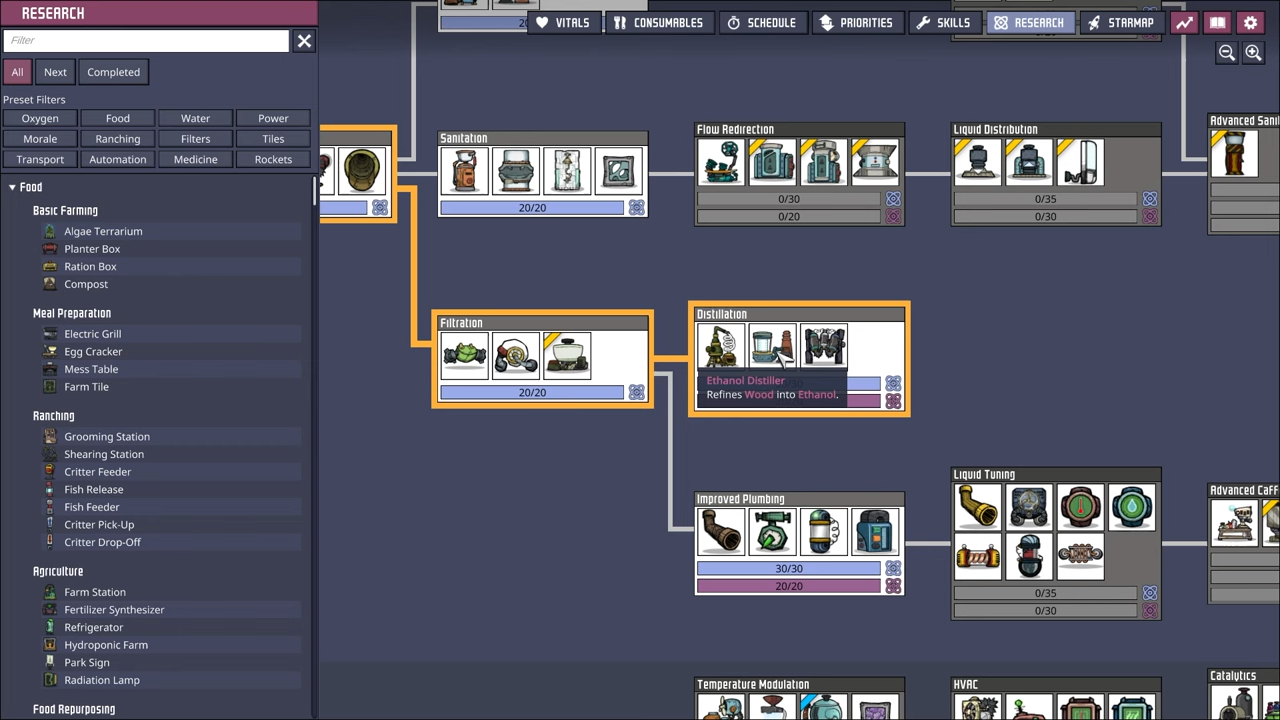 RESEARCH
VITALS
CONSUMABLES
SCHEDULE
PRIORITIES
SKILLS
RESEARCH
STARMAP
Filter
All
Next
Completed
Preset Filters
Oxygen
Food
Water
Power
Morale
Ranching
Filters
Tiles
Transport
Automation
Medicine
Rockets
Food
Basic Farming
Algae Terrarium
Planter Box
Ration Box
Compost
Meal Preparation
Electric Grill
Egg Cracker
Mess Table
Farm Tile
Ranching
Grooming Station
Shearing Station
Critter Feeder
Fish Release
Fish Feeder
Critter Pick-Up
Critter Drop-Off
Agriculture
Farm Station
Fertilizer Synthesizer
Refrigerator
Hydroponic Farm
Park Sign
Radiation Lamp
Food Repurposing
Sanitation
20/20
Flow Redirection
0/30
0/20
Liquid Distribution
0/35
0/30
Advanced Sani
Filtration
20/20
Distillation
Ethanol Distiller
Refines Wood into Ethanol.
Improved Plumbing
30/30
20/20
Liquid Tuning
0/35
0/30
Advanced Caff
Temperature Modulation
HVAC
Catalytics